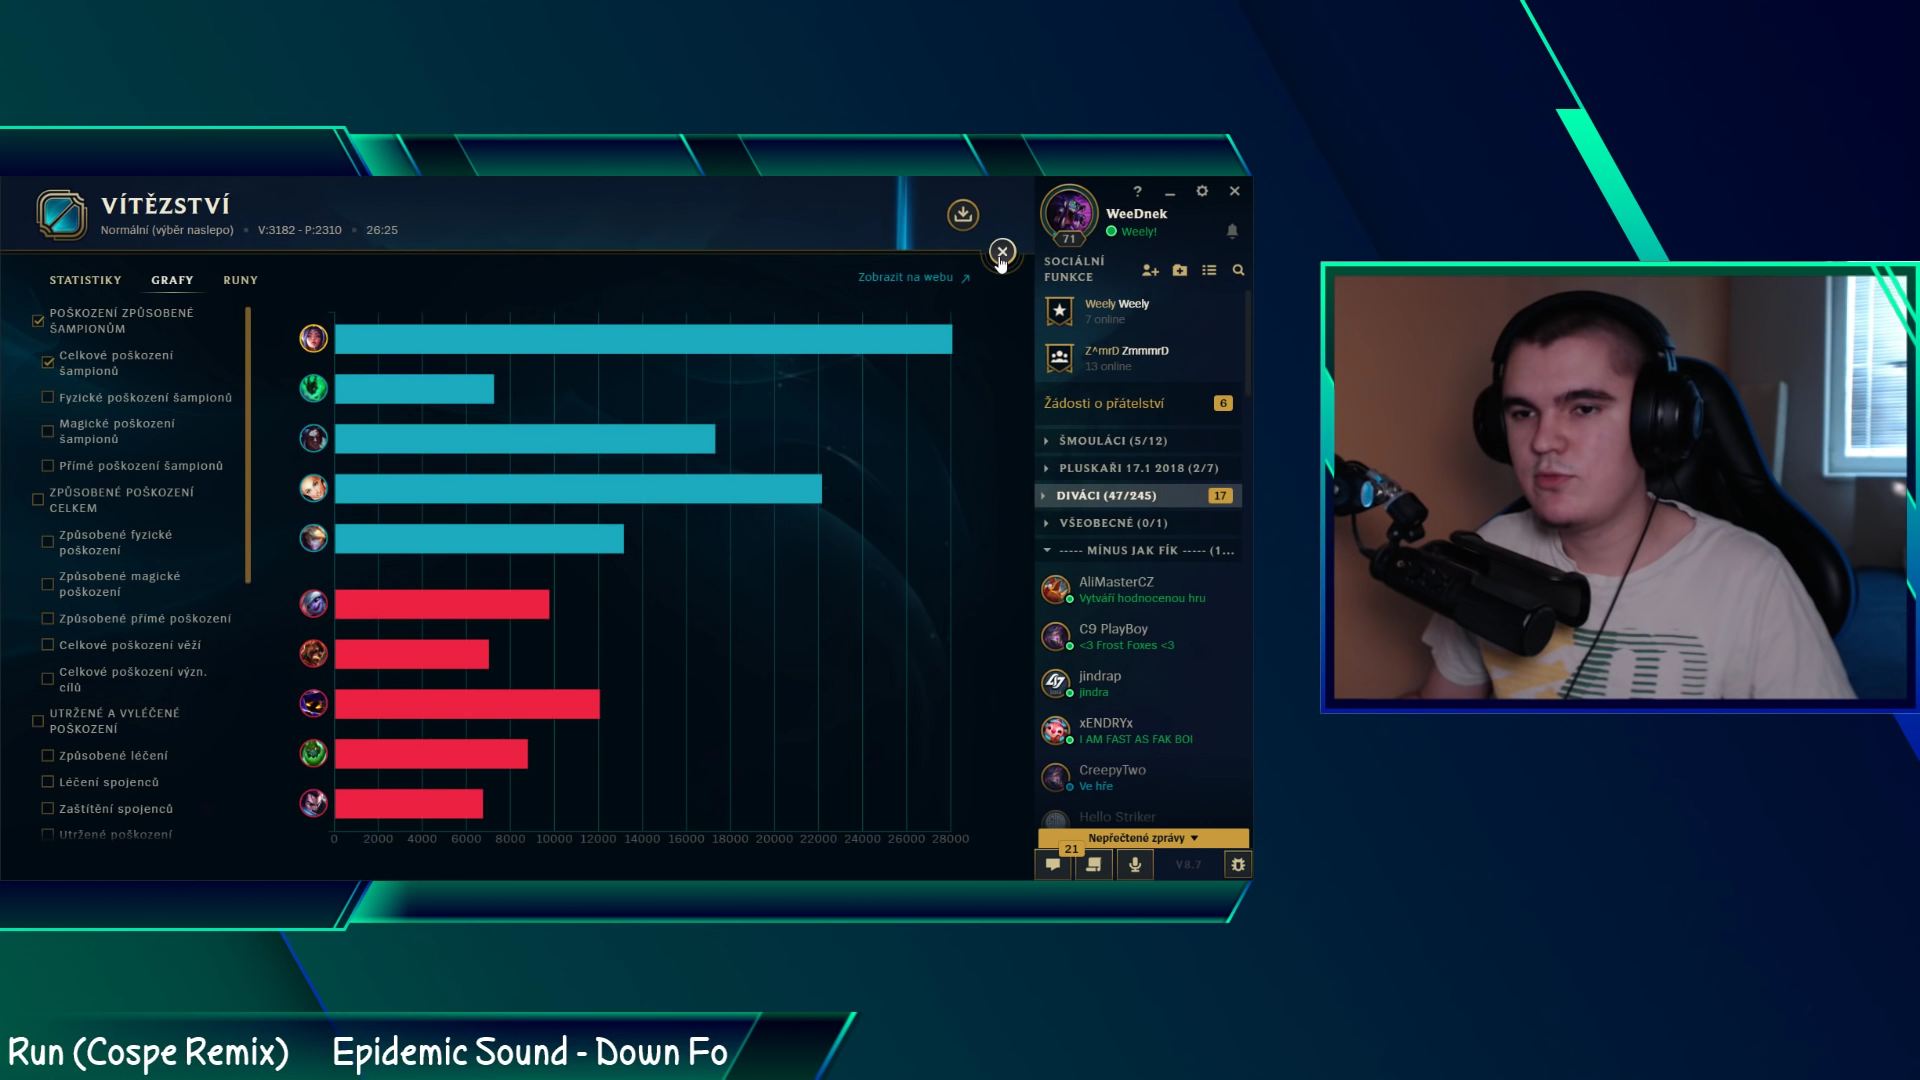 VÍTĚZSTVÍ
Normální (výběr naslepo) • V:3182 - P:2310 • 26:25
STATISTIKY GRAFY RUNY
Zobrazit na webu
POŠKOZENÍ ZPŮSOBENÉ
ŠAMPIONŮM
Celkové poškození
šampionů
Fyzické poškození šampionů
Magické poškození
šampionů
Přímé poškození šampionů
ZPŮSOBENÉ POŠKOZENÍ
CELKEM
Způsobené fyzické
poškození
Způsobené magické
poškození
Způsobené přímé poškození
Celkové poškození věží
Celkové poškození význ.
cílů
UTRŽENÉ A VYLÉČENÉ
POŠKOZENÍ
Způsobené léčení
Léčení spojenců
Zaštítění spojenců
Utržené poškození
0 2000 4000 6000 8000 10000 12000 14000 16000 18000 20000 22000 24000 26000 28000
?
WeeDnek
71
Weely!
SOCIÁLNÍ
FUNKCE
Weely Weely
7 online
Z^mrD ZmmmrD
13 online
Žádosti o přátelství 6
ŠMOULÁCI (5/12)
PLUSKAŘI 17.1 2018 (2/7)
DIVÁCI (47/245) 17
VŠEOBECNÉ (0/1)
----- MÍNUS JAK FÍK ----- (1...
AliMasterCZ
Vytváří hodnocenou hru
C9 PlayBoy
<3 Frost Foxes <3
jindrap
jindra
xENDRYx
I AM FAST AS FAK BOI
CreepyTwo
Ve hře
Hello Striker
Nepřečtené zprávy
21
V8.7
Run (Cospe Remix) Epidemic Sound - Down Fo